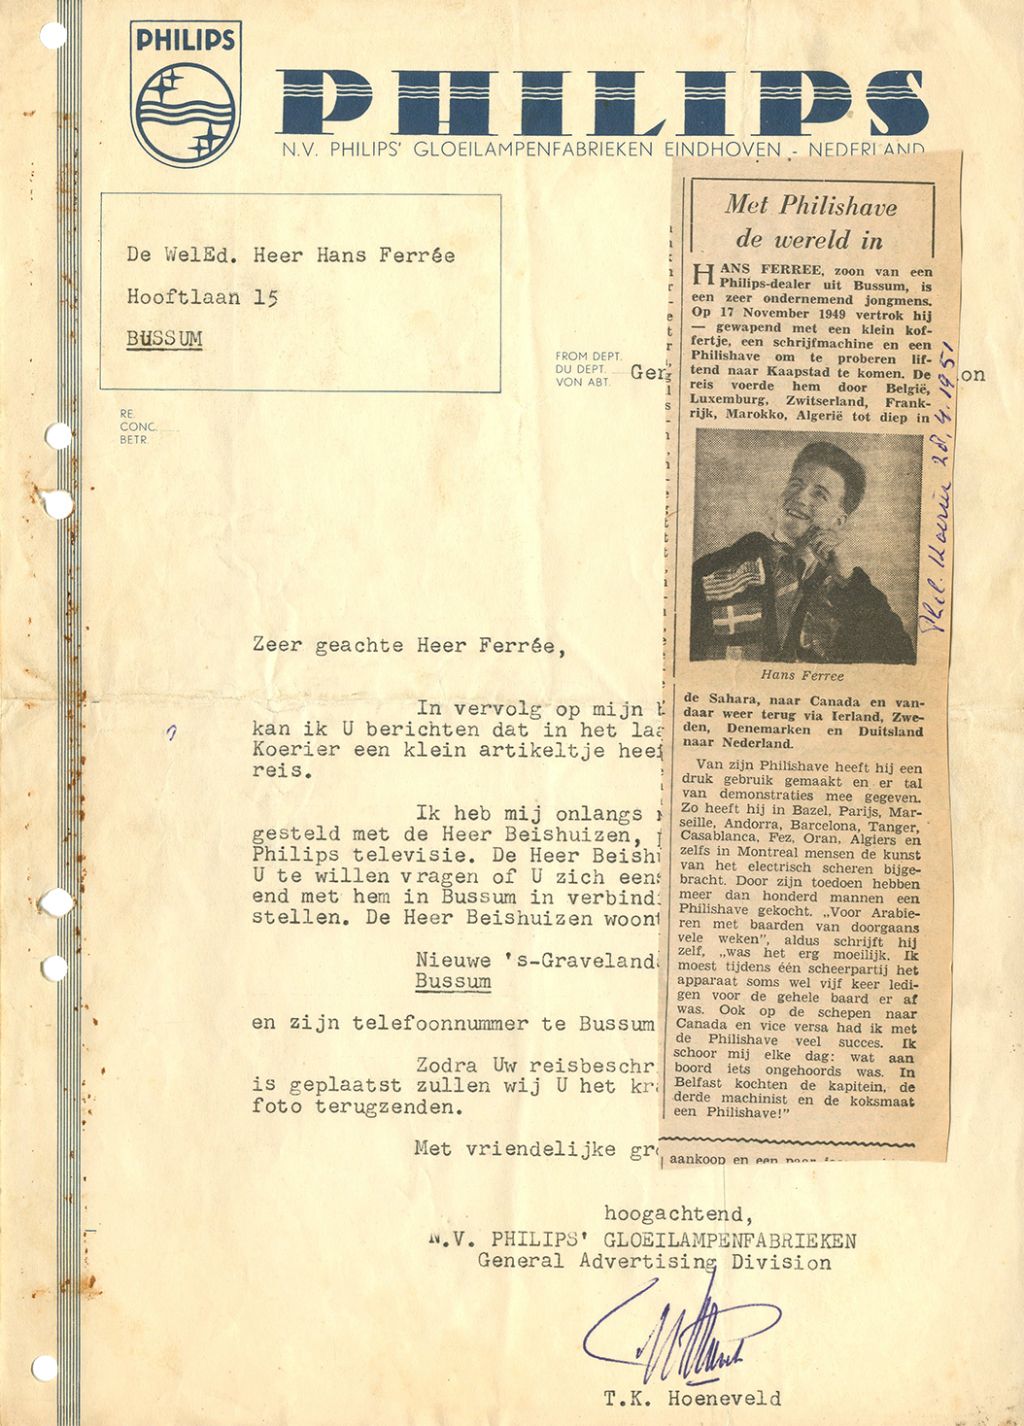 PHILIPS
PHILIPS
N.V. PHILIPS' GLOEILAMPENFABRIEKEN EINDHOVEN - NEDERLAND
De WelEd. Heer Hans Ferrée
Hooftlaan 15
BUSSUM
FROM DEPT.
DU DEPT.
VON ABT.
Ger
on
RE.
CONC.
BETR.
Zeer geachte Heer Ferrée,
In vervolg op mijn
kan ik U berichten dat in het
Koerier een klein artikeltje
reis.
Ik heb mij onlangs
gesteld met de Heer Beishuizen,
Philips televisie. De Heer
U te willen vragen of U zich
end met hem in Bussum in
stellen. De Heer Beishuizen
Nieuwe
Bussum
en zijn telefoonnummer te Bussum
Zodra Uw
is geplaatst zullen wij U het
foto terugzenden.
Met vriendelijke
hoogachtend,
N.V. PHILIPS' GLOEILAMPENFABRIEKEN
General Advertising Division
T.K. Hoeneveld
Met Philishave
de wereld in
HANS FERREE, zoon van een
Philips-dealer uit Bussum, is
een zeer ondernemend jongmens.
Op 17 November 1949 vertrok hij
— gewapend met een klein kof-
fertje, een schrijfmachine en een
Philishave om te proberen lif-
tend naar Kaapstad te komen. De
reis voerde hem door België,
Luxemburg, Zwitserland, Frank-
rijk, Marokko, Algerië tot diep in
Hans Ferree
de Sahara, naar Canada en van-
daar weer terug via Ierland, Zwe-
den, Denemarken en Duitsland
naar Nederland.
Van zijn Philishave heeft hij een
druk gebruik gemaakt en er tal
van demonstraties mee gegeven.
Zo heeft hij in Bazel, Parijs, Mar-
seille, Andorra, Barcelona, Tanger,
Casablanca, Fez, Oran, Algiers en
zelfs in Montreal mensen de kunst
van het electrisch scheren bijge-
bracht. Door zijn toedoen hebben
meer dan honderd mannen een
Philishave gekocht. „Voor Arabie-
ren met baarden van doorgaans
vele weken”, aldus schrijft hij
zelf, „was het erg moeilijk. Ik
moest tijdens één scheerpartij het
apparaat soms wel vijf keer ledi-
gen voor de gehele baard er af
was. Ook op de schepen naar
Canada en vice versa had ik met
de Philishave veel succes. Ik
schoor mij elke dag: wat aan
boord iets ongehoords was. In
Belfast kochten de kapitein, de
derde machinist en de koksmaat
een Philishave!”
aankoop en een
Phil. Koerier 28.4.1951